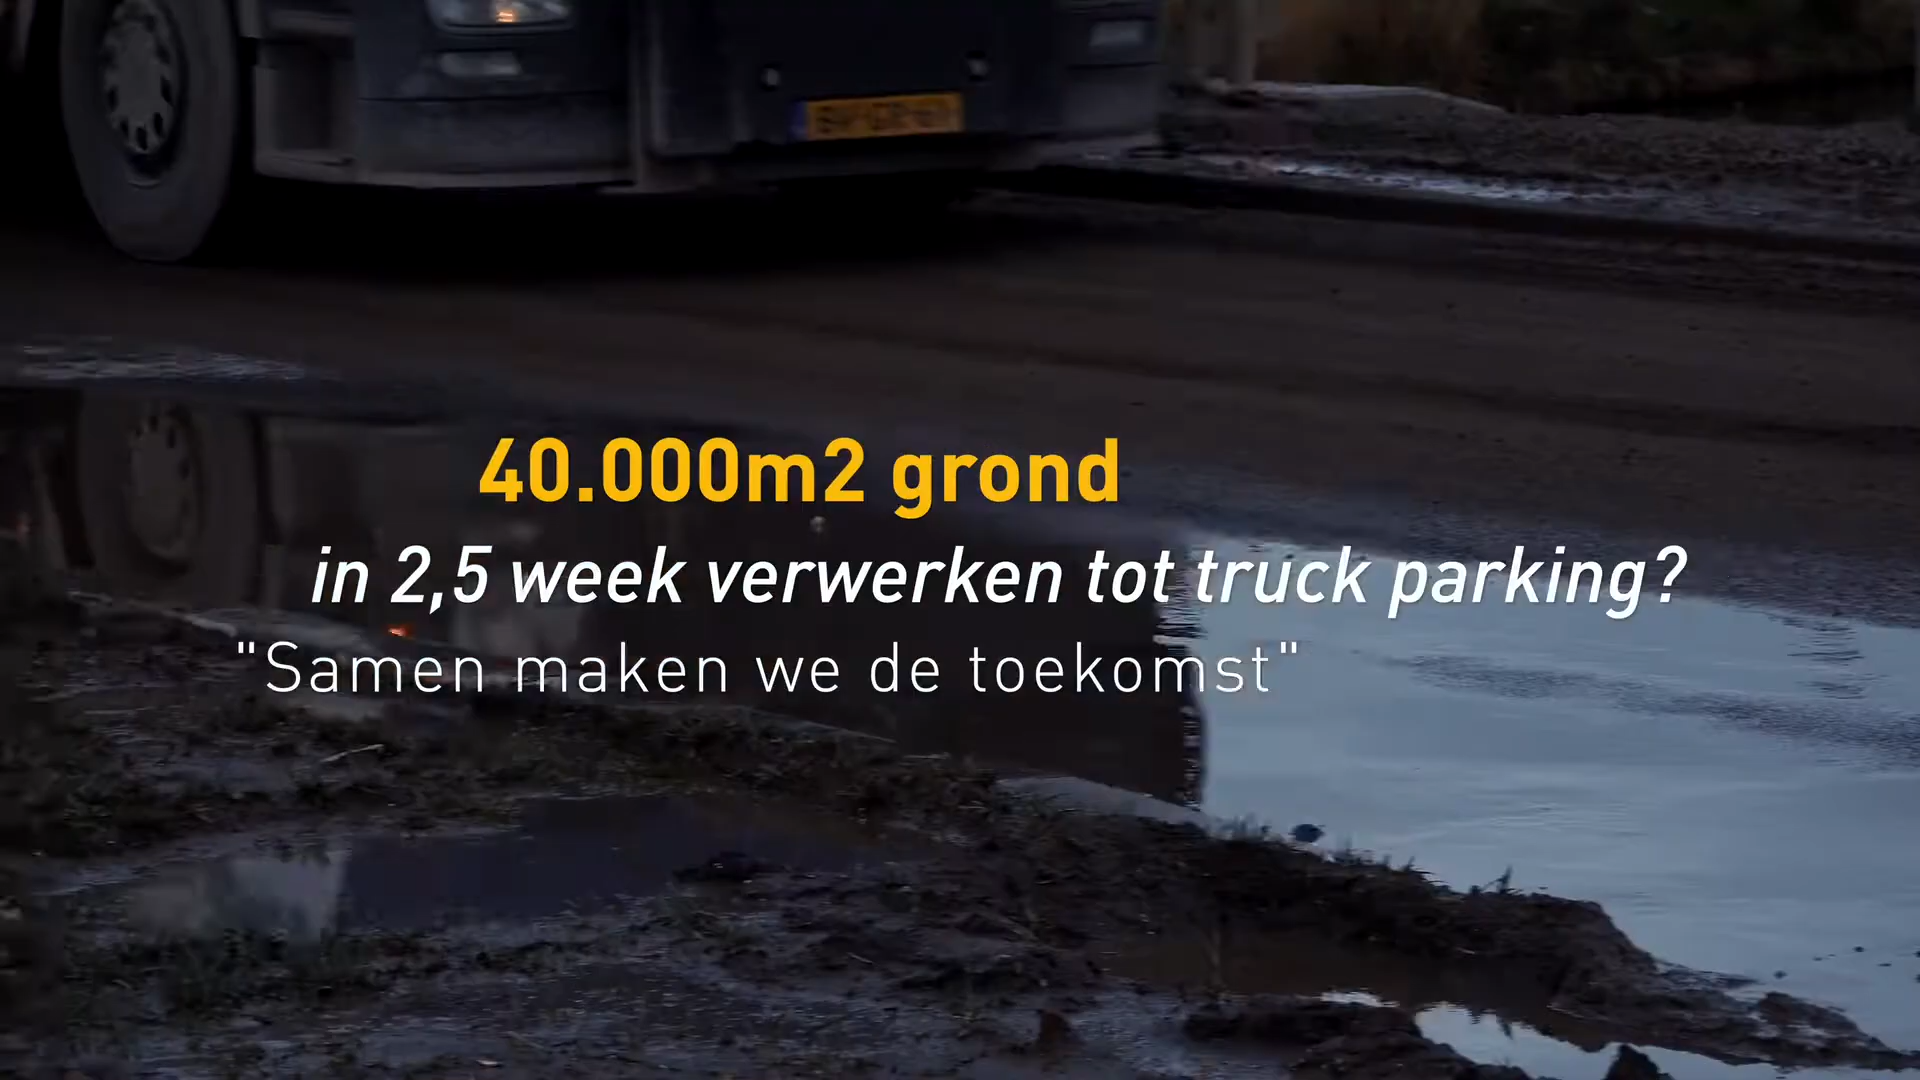 40.000m2 grond
in 2,5 week verwerken tot truck parking?
"Samen maken we de toekomst"